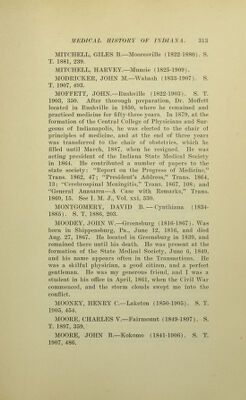 MEDICAL HISTORY OF INDIANA. 313
MITCHELL, GILES B.—Mooresville (1822-1880). S.
T. 1881, 239.
MITCHELL, HARVEY.—Muncie (1825-1909).
MODRICKER, JOHN M.—Wabash (1833-1907). S.
T. 1907, 493.
MOFFETT, JOHN.—Rushville (1822-1903). S. T.
1903, 350. After thorough preparation, Dr. Moffett
located in Rushville in 1850, where he remained and
practiced medicine for fifty-three years. In 1879, at the
formation of the Central College of Physicians and Sur-
geons of Indianapolis, he was elected to the chair of
principles of medicine, and at the end of three years
was transferred to the chair of obstetrics, which he
filled until March, 1887, when he resigned. He was
acting president of the Indiana State Medical Society
in 1864. He contributed a number of papers to the
state society: "Report on the Progress of Medicine,"
Trans. 1862, 47; "President's Address," Trans. 1864,
13; "Cerebrospinal Meningitis," Trans. 1867, 108; and
"General Anasarca—A Case with Remarks," Trans.
1869, 15. See I. M. J., Vol. xxi, 530.
MONTGOMERY, DAVID B.—Cynthiana (1834-
1885). S. T. 1886, 203.
MOODEY, JOHN W.—Greensburg (1816-1867). Was
born in Shippensburg, Pa., June 12, 1816, and died
Aug. 27, 1867. He located in Greensburg in 1839, and
remained there until his death. He was present at the
formation of the State Medical Society, June 6, 1849,
and his name appears often in the Transactions. He
was a skilful physician, a good citizen, and a perfect
gentleman. He was my generous friend, and I was a
student in his office in April, 1861, when the Civil War
commenced, and the storm clouds swept me into the
conflict.
MOONEY, HENRY C.—Laketon (1850-1905). S. T.
1905, 454.
MOORE, CHARLES V.—Fairmount (1849-1897). S.
T. 1897, 359.
MOORE, JOHN B.—Kokomo (1841-1906). S. T.
1907, 486.